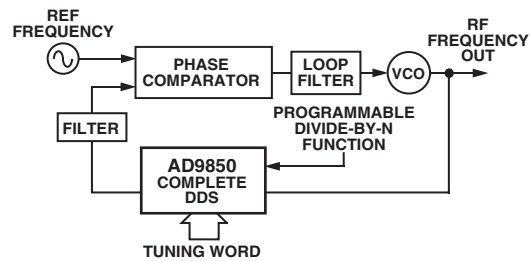 REF
FREQUENCY
PHASE
COMPARATOR
LOOP
FILTER
VCO
RF
FREQUENCY
OUT
FILTER
PROGRAMMABLE
DIVIDE-BY-N
FUNCTION
AD9850
COMPLETE
DDS
TUNING WORD